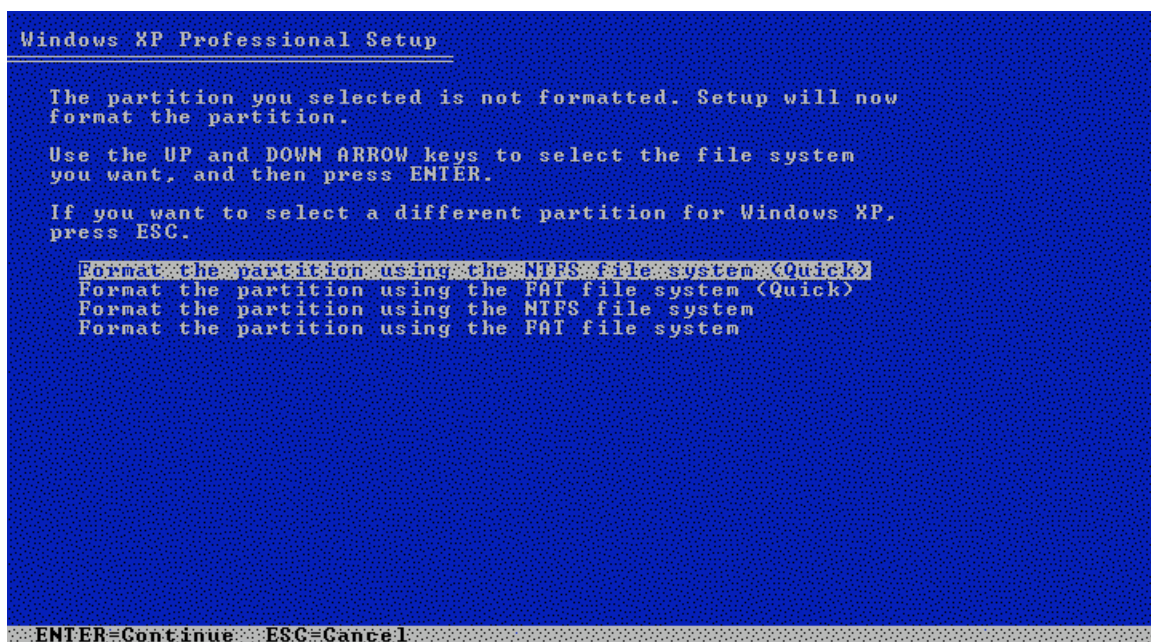 Windows XP Professional Setup
The partition you selected is not formatted. Setup will now
format the partition.
Use the UP and DOWN ARROW keys to select the file system
you want, and then press ENTER.
If you want to select a different partition for Windows XP,
press ESC.
Format the partition using the NTFS file system (Quick)
Format the partition using the FAT file system (Quick)
Format the partition using the NTFS file system
Format the partition using the FAT file system
ENTER=Continue ESC=Cancel